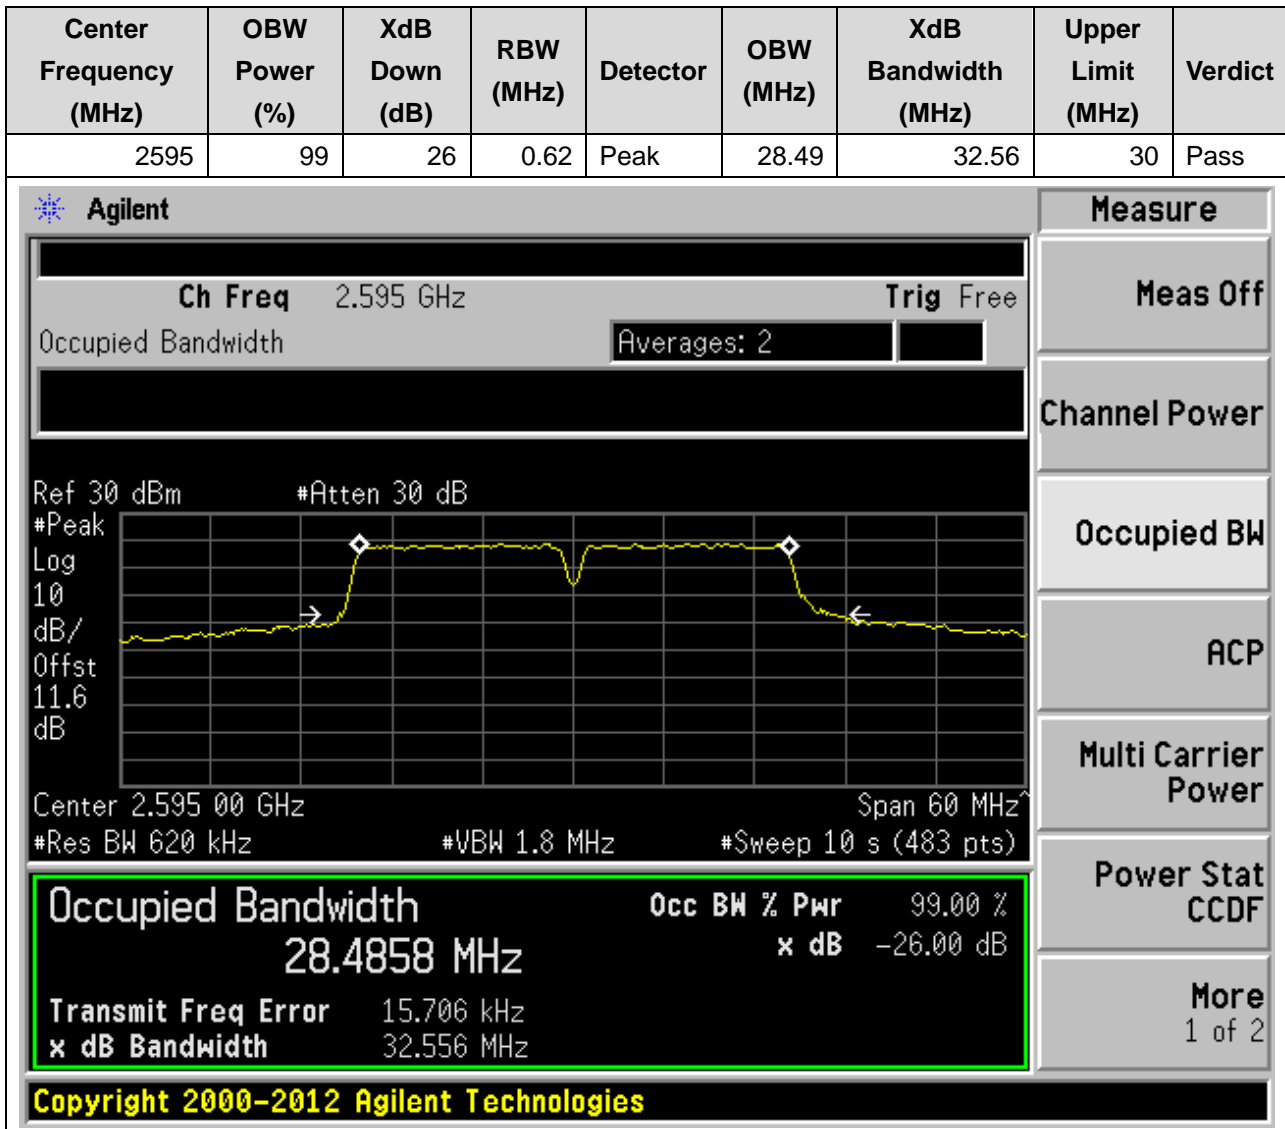 Center Frequency (MHz) OBW Power (%) XdB Down (dB) RBW (MHz) Detector OBW (MHz) XdB Bandwidth (MHz) Upper Limit (MHz) Verdict
2595 99 26 0.62 Peak 28.49 32.56 30 Pass
Agilent
Measure
Ch Freq 2.595 GHz Trig Free
Meas Off
Occupied Bandwidth Averages: 2
Channel Power
Ref 30 dBm #Atten 30 dB
#Peak
Log
10
dB/
Offst
11.6
dB
Occupied BW
ACP
Multi Carrier
Power
Center 2.595 00 GHz Span 60 MHz^
#Res BW 620 kHz #VBW 1.8 MHz #Sweep 10 s (483 pts)
Power Stat
CCDF
Occupied Bandwidth Occ BW % Pwr 99.00 %
28.4858 MHz x dB -26.00 dB
Transmit Freq Error 15.706 kHz
x dB Bandwidth 32.556 MHz
More
1 of 2
Copyright 2000-2012 Agilent Technologies